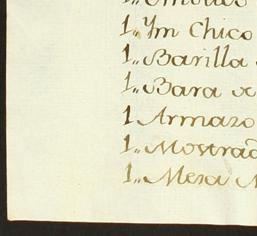 1,, Ym Chico
1,, Barilla
1,, Bara
1 Armazo
1,, Mostrad
1,, Mesa